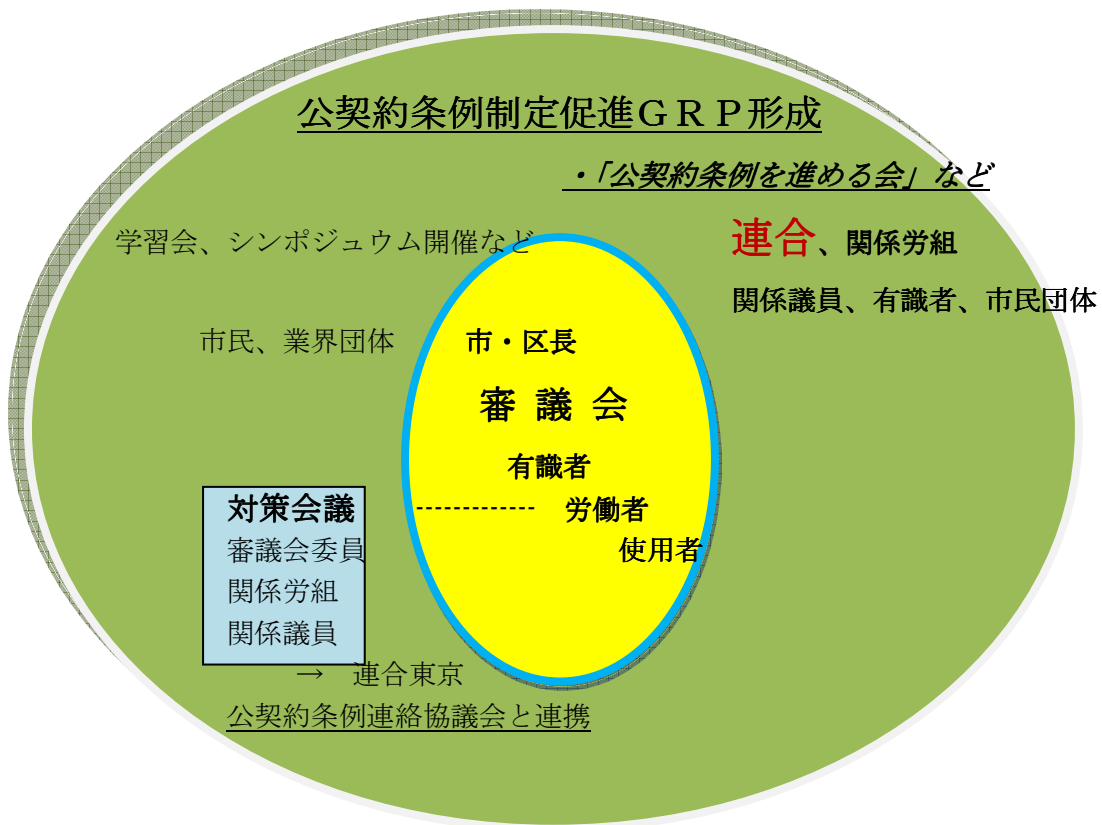 公契約条例制定促進ＧＲＰ形成
・「公契約条例を進める会」など
学習会、シンポジュウム開催など
連合、関係労組
関係議員、有識者、市民団体
市民、業界団体
市・区長
審 議 会
有識者
対策会議
------------- 労働者
審議会委員
使用者
関係労組
関係議員
→　連合東京
公契約条例連絡協議会と連携